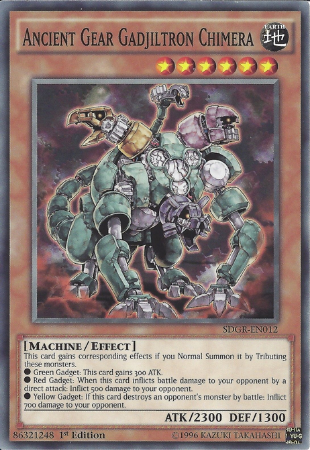 ANCIENT GEAR GADJILTRON CHIMERA
EARTH
地
SDGR-EN012
[MACHINE/EFFECT]
This card gains corresponding effects if you Normal Summon it by Tributing
these monsters.
● Green Gadget: This card gains 300 ATK.
● Red Gadget: When this card inflicts battle damage to your opponent by a
direct attack: Inflict 500 damage to your opponent.
● Yellow Gadget: If this card destroys an opponent's monster by battle: Inflict
700 damage to your opponent.
ATK/2300 DEF/1300
86321248 1st Edition ©1996 KAZUKI TAKAHASHI